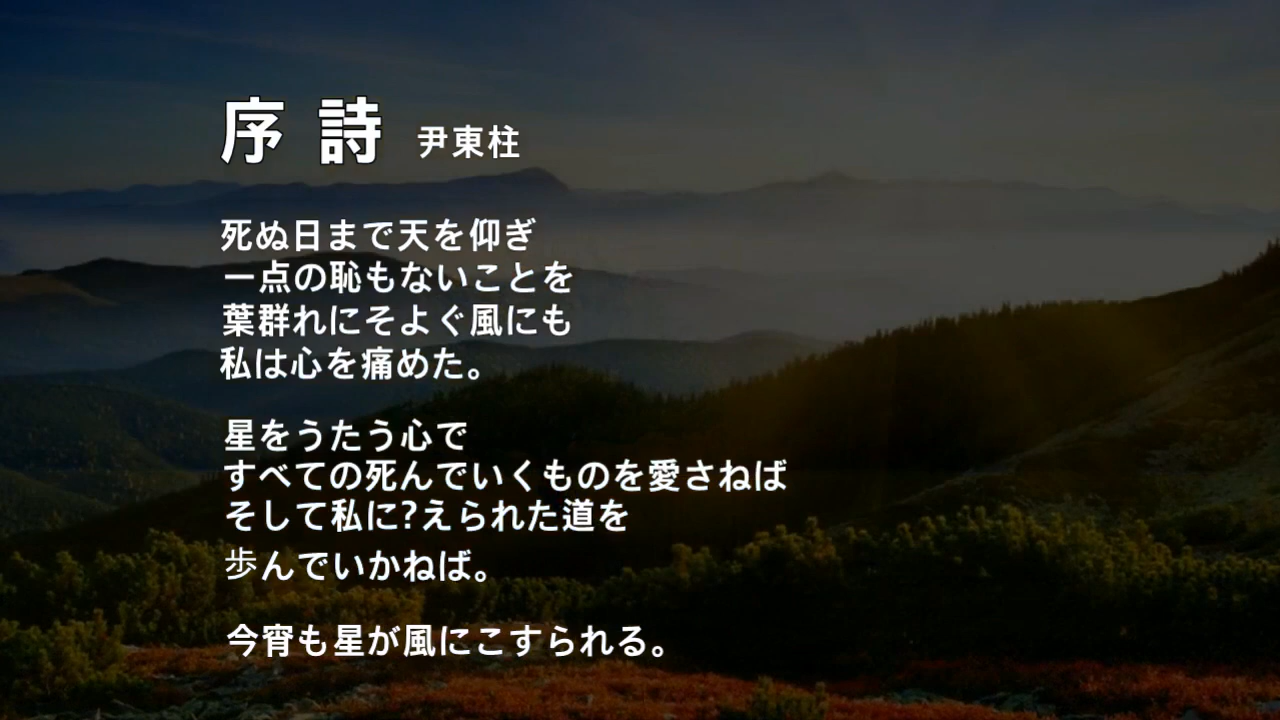 序 詩 尹東柱
死ぬ日まで天を仰ぎ
一点の恥もないことを
葉群れにそよぐ風にも
私は心を痛めた。
星をうたう心で
すべての死んでいくものを愛さねば
そして私に?えられた道を
歩んでいかねば。
今宵も星が風にこすられる。